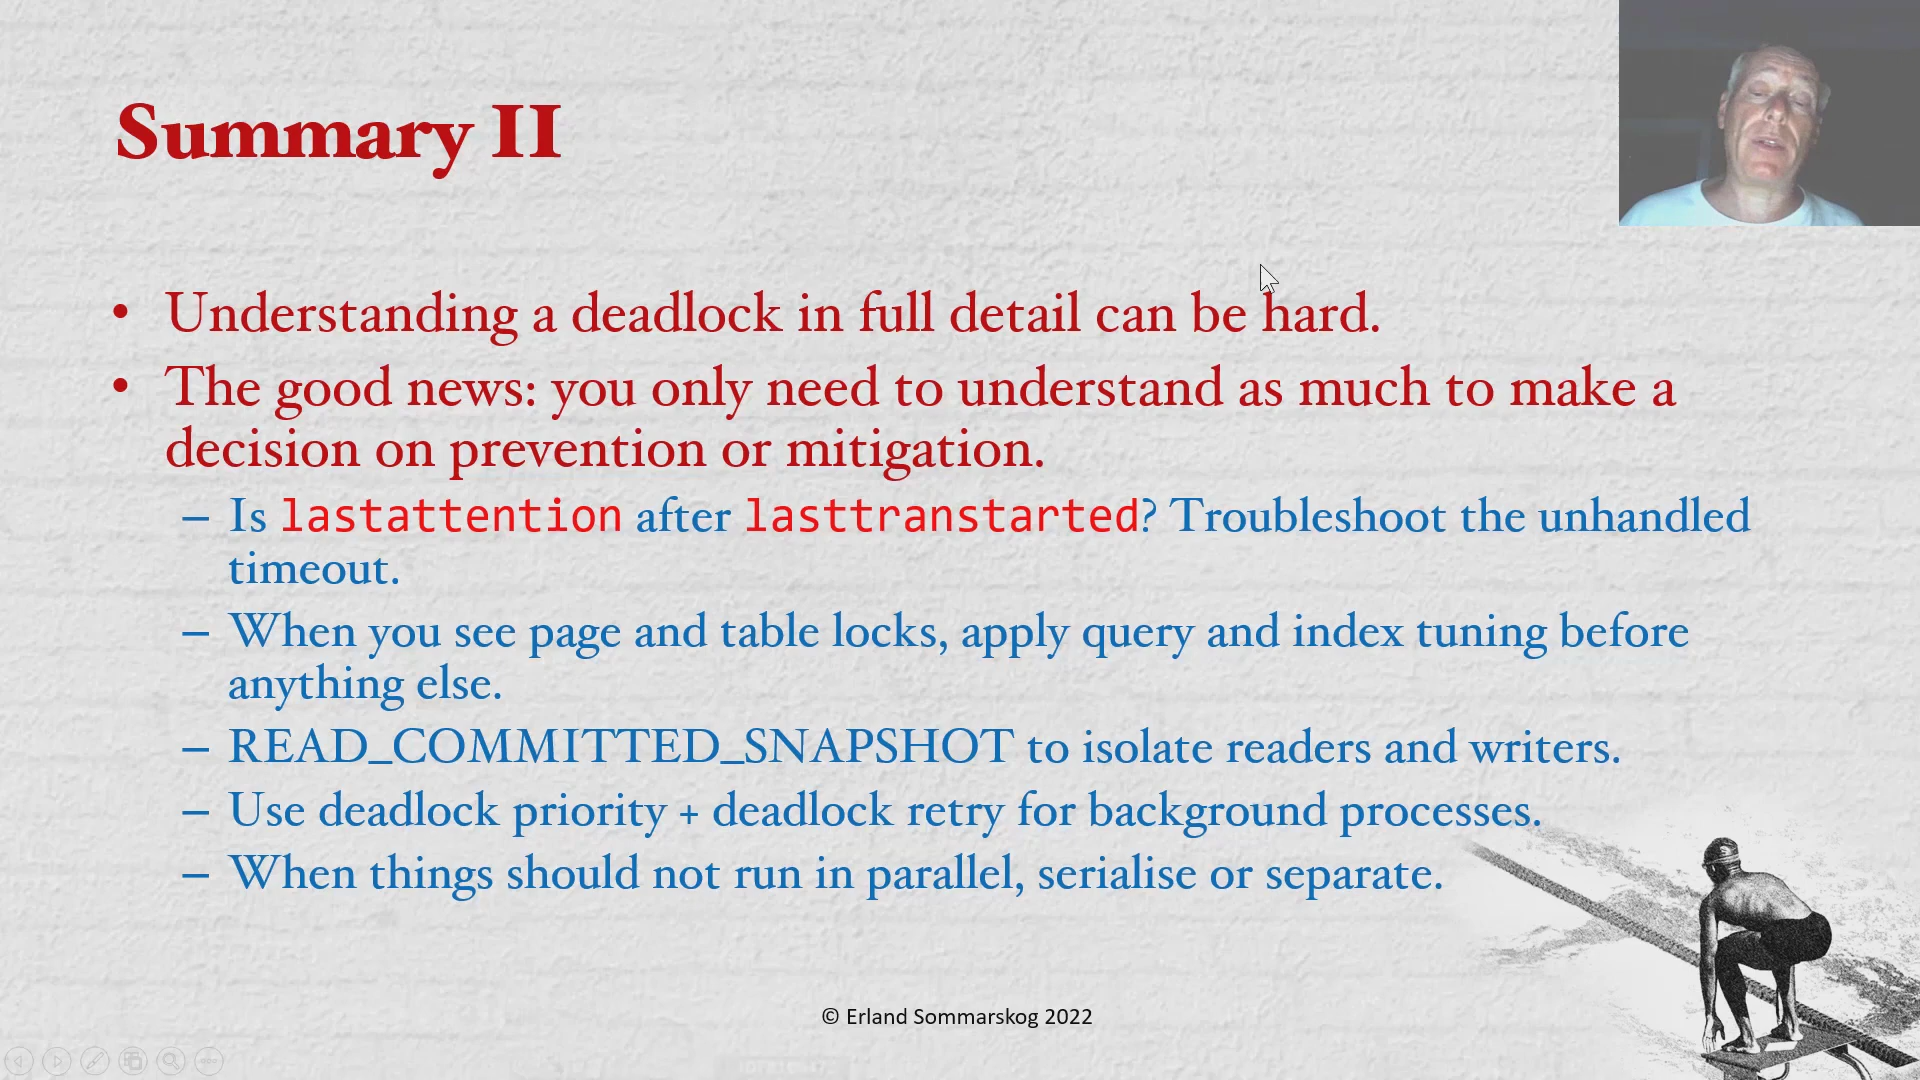 Summary II
• Understanding a deadlock in full detail can be hard.
• The good news: you only need to understand as much to make a
decision on prevention or mitigation.
– Is lastattention after lasttranstarted? Troubleshoot the unhandled
timeout.
– When you see page and table locks, apply query and index tuning before
anything else.
– READ_COMMITTED_SNAPSHOT to isolate readers and writers.
– Use deadlock priority + deadlock retry for background processes.
– When things should not run in parallel, serialise or separate.
© Erland Sommarskog 2022